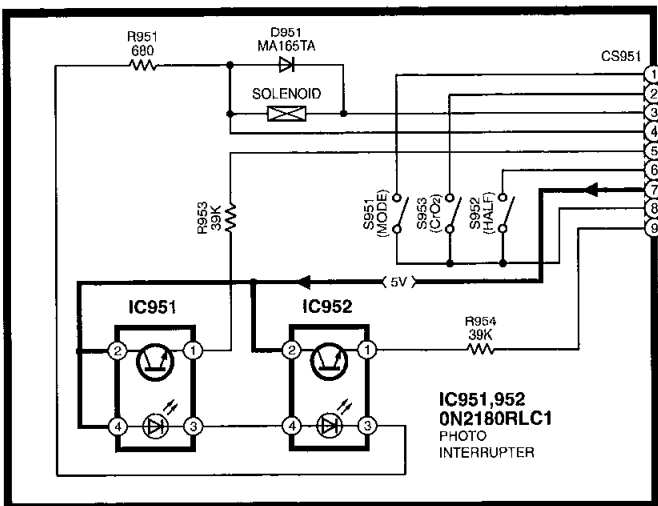 R951
680
D951
MA165TA
SOLENOID
CS951
1
2
3
4
5
6
7
8
9
R953
39K
S951
(MODE)
S953
(CrO2)
S952
(HALF)
5V
IC951
IC952
2
1
2
1
4
3
4
3
R954
39K
IC951,952
0N2180RLC1
PHOTO
INTERRUPTER